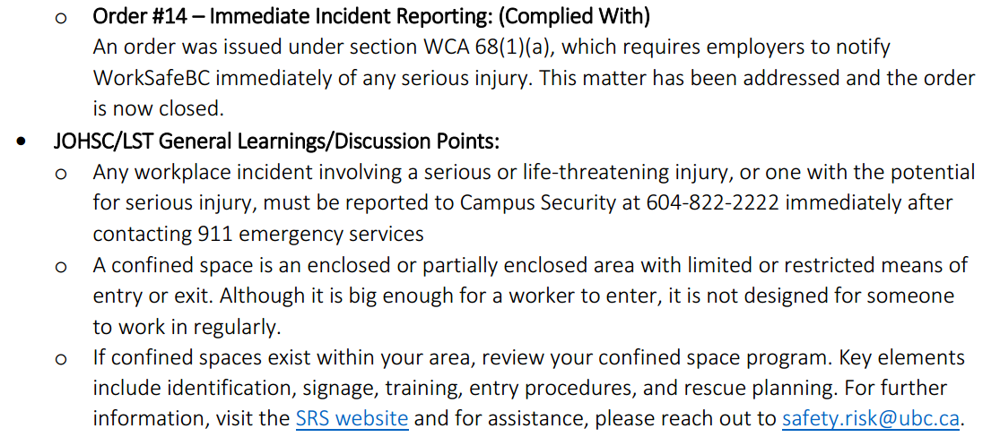 o Order #14 – Immediate Incident Reporting: (Complied With)
An order was issued under section WCA 68(1)(a), which requires employers to notify
WorkSafeBC immediately of any serious injury. This matter has been addressed and the order
is now closed.
• JOHSC/LST General Learnings/Discussion Points:
o Any workplace incident involving a serious or life-threatening injury, or one with the potential
for serious injury, must be reported to Campus Security at 604-822-2222 immediately after
contacting 911 emergency services
o A confined space is an enclosed or partially enclosed area with limited or restricted means of
entry or exit. Although it is big enough for a worker to enter, it is not designed for someone
to work in regularly.
o If confined spaces exist within your area, review your confined space program. Key elements
include identification, signage, training, entry procedures, and rescue planning. For further
information, visit the SRS website and for assistance, please reach out to safety.risk@ubc.ca.